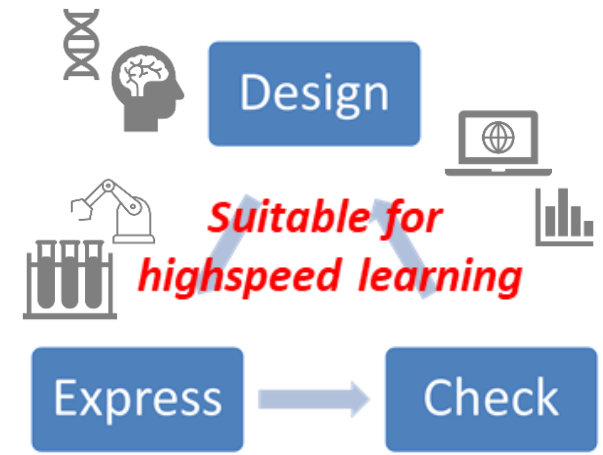 Design
Suitable for
highspeed learning
Express
Check